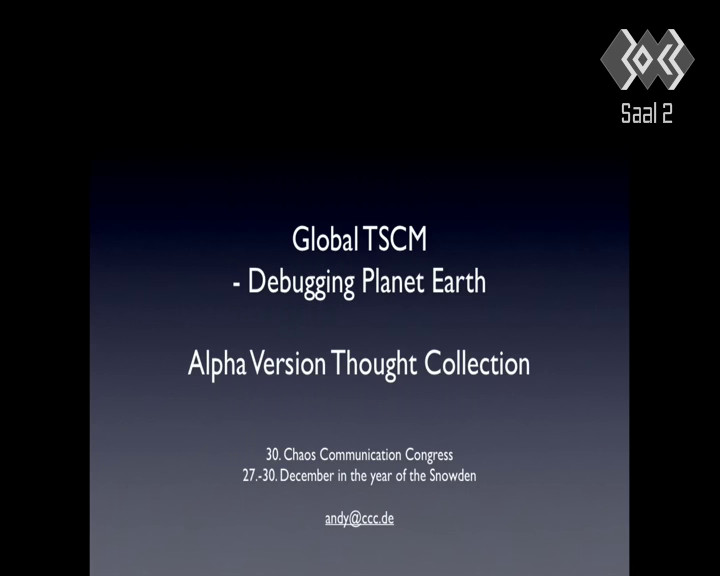 Saal 2
Global TSCM
- Debugging Planet Earth
Alpha Version Thought Collection
30. Chaos Communication Congress
27.-30. December in the year of the Snowden
andy@ccc.de